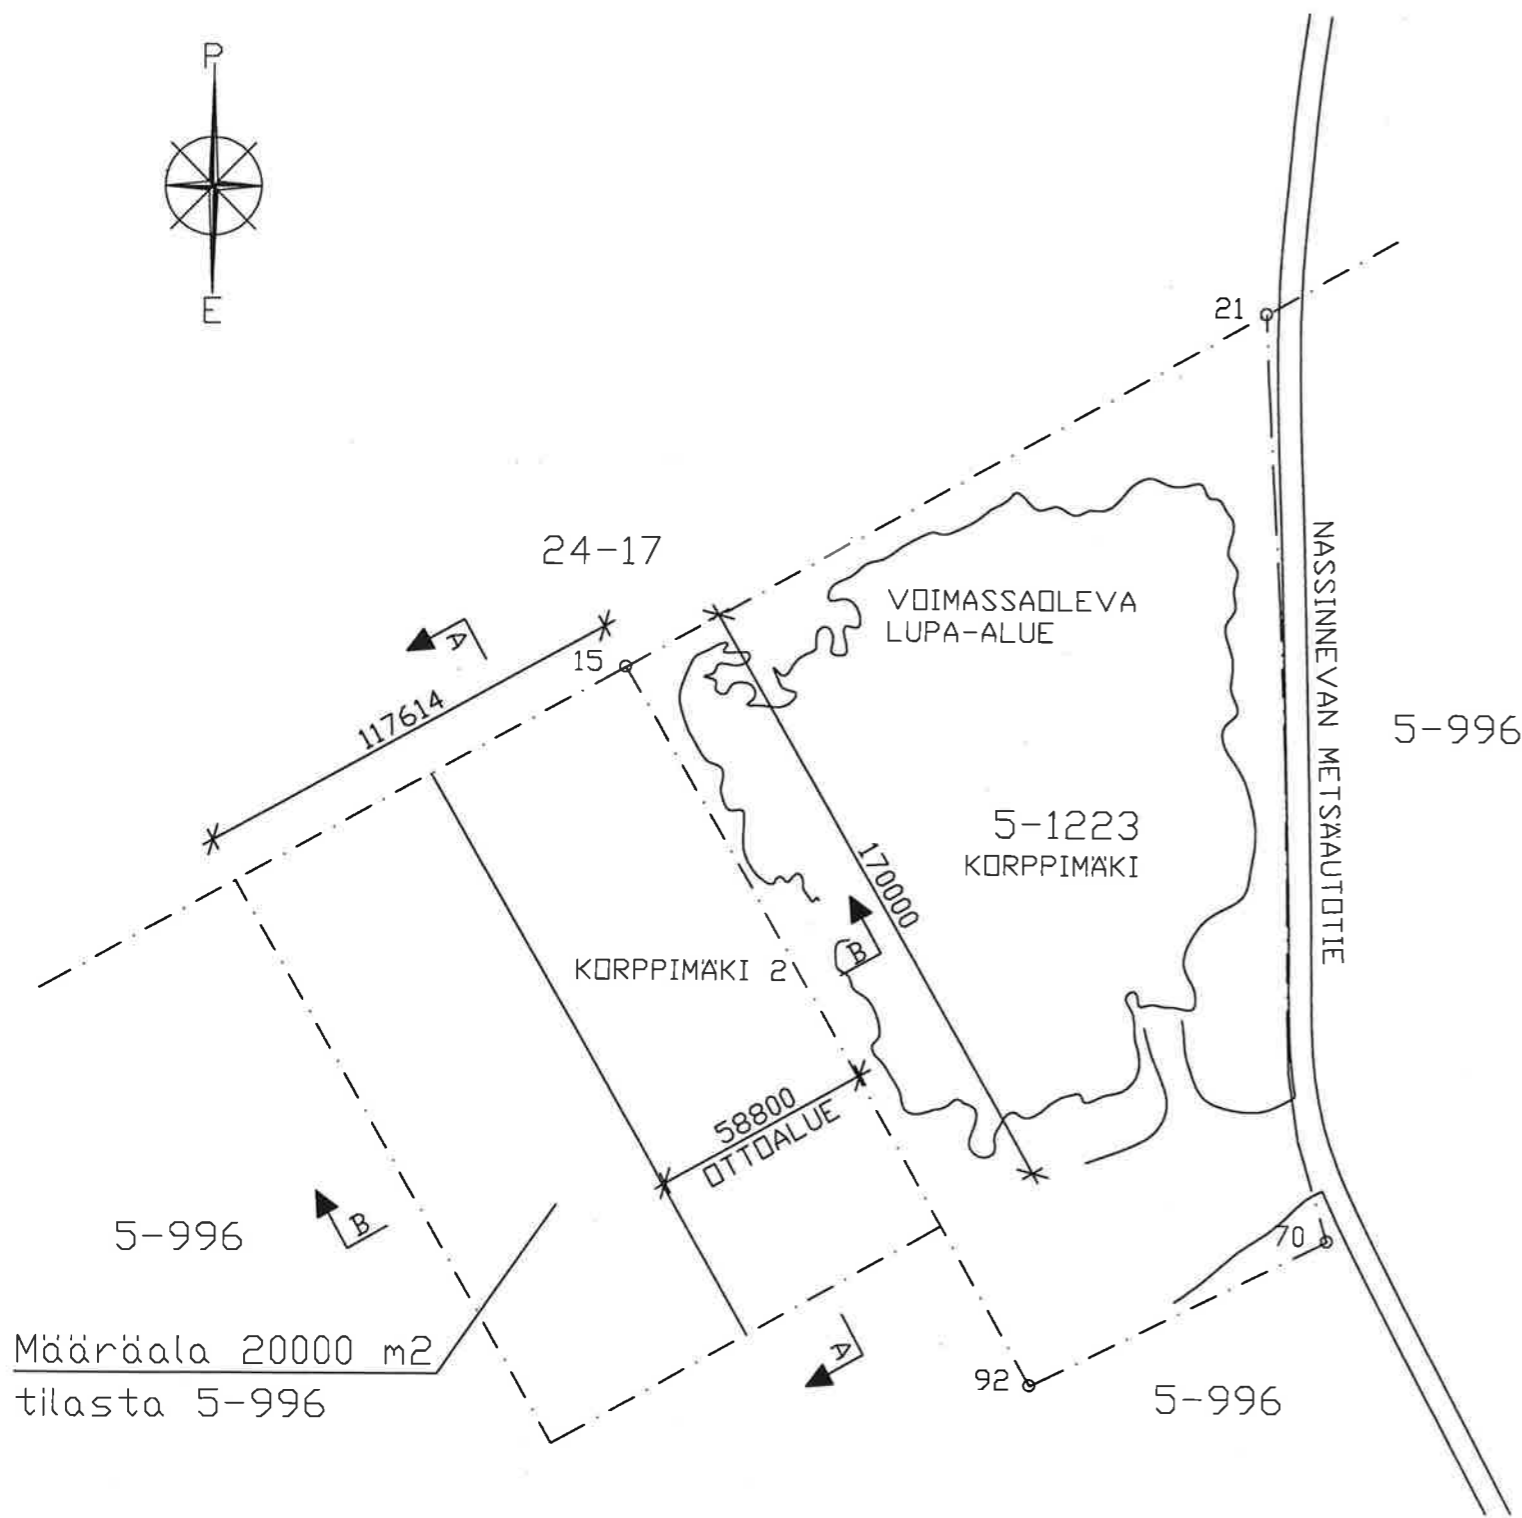 P
E
21
24-17
VOIMASSAOLEVA
LUPA-ALUE
A
15
117614
NASSINNEVAN METSÄAUTOTIE
5-996
5-1223
KORPPIMÄKI
170000
B
KORPPIMÄKI 2
58800
OTTOALUE
5-996
B
70
Määräala 20000 m2
tilasta 5-996
A
92
5-996